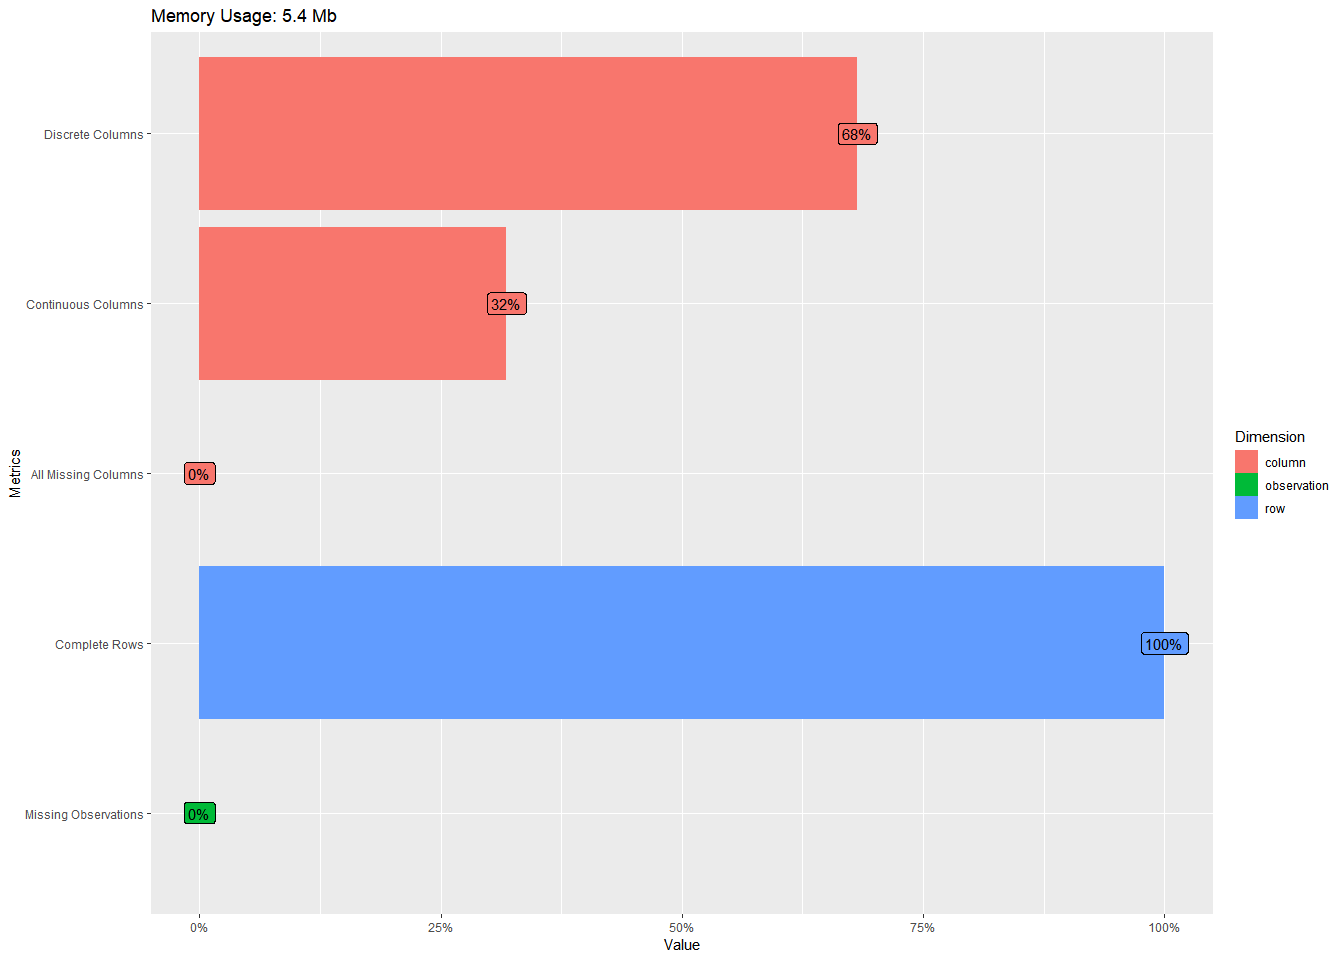 Memory Usage: 5.4 Mb
Metrics
Discrete Columns
68%
Continuous Columns
32%
All Missing Columns
0%
Complete Rows
100%
Missing Observations
0%
0%
25%
50%
75%
100%
Value
Dimension
column
observation
row